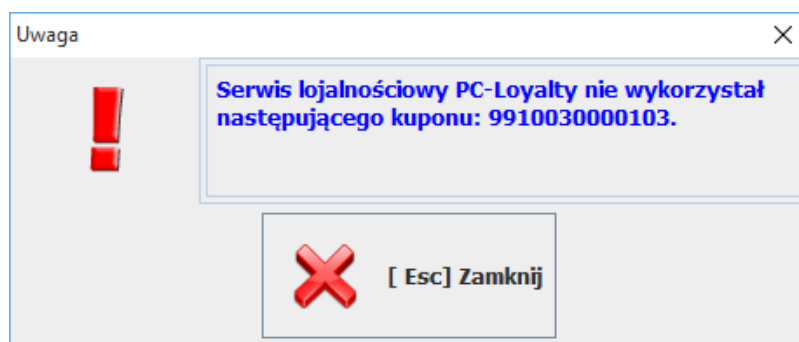 Uwaga
Serwis lojalnościowy PC-Loyalty nie wykorzystał
następującego kuponu: 9910030000103.
[ Esc] Zamknij